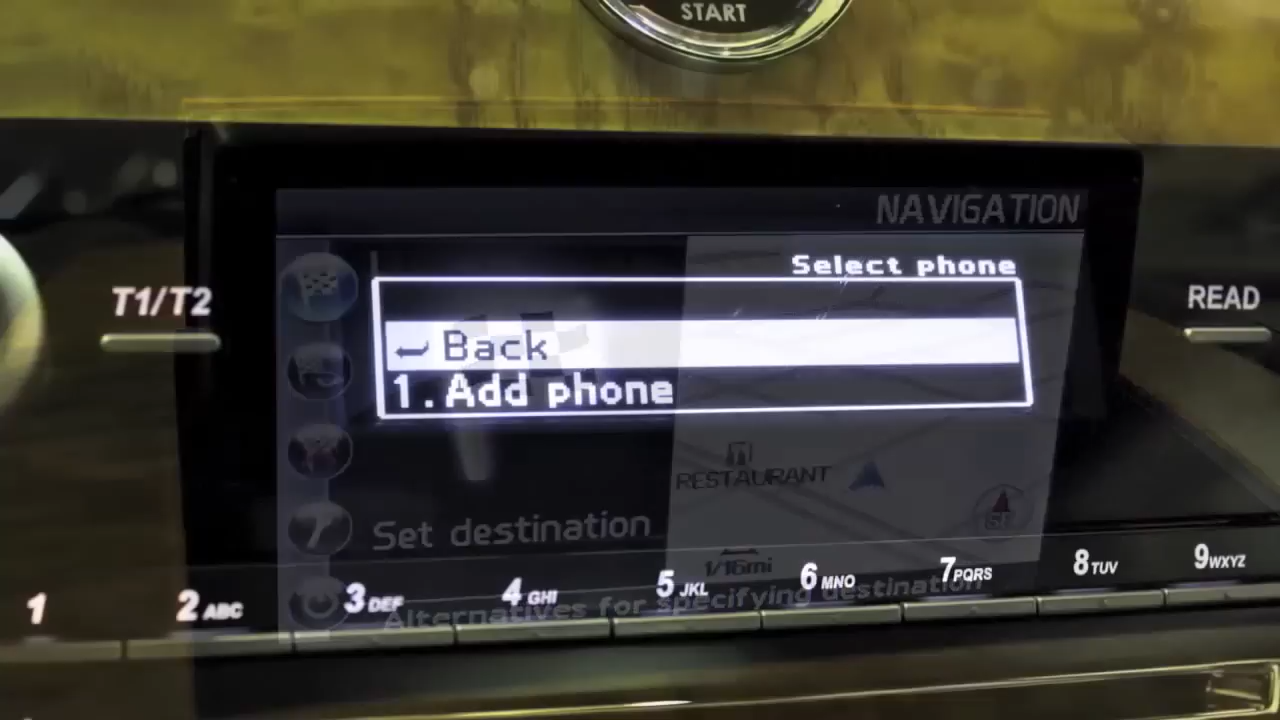 START
NAVIGATION
Select phone
T1/T2
READ
Back
1.Add phone
RESTAURANT
Set destination
1/16mi
Alternatives for specifying destination
1 2 ABC 3 DEF 4 GHI 5 JKL 6 MNO 7 PQRS 8 TUV 9 WXYZ